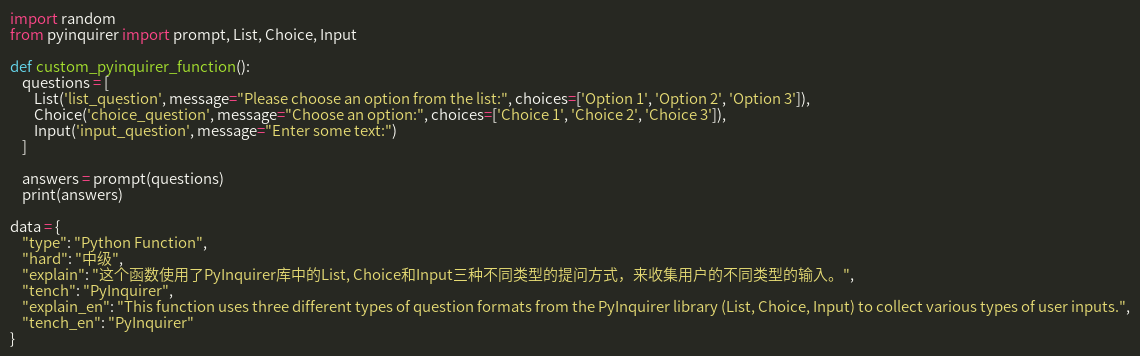 import random
from pyinquirer import prompt, List, Choice, Input

def custom_pyinquirer_function():
    questions = [
        List('list_question', message="Please choose an option from the list:", choices=['Option 1', 'Option 2', 'Option 3']),
        Choice('choice_question', message="Choose an option:", choices=['Choice 1', 'Choice 2', 'Choice 3']),
        Input('input_question', message="Enter some text:")
    ]

    answers = prompt(questions)
    print(answers)

data = {
    "type": "Python Function",
    "hard": "中级",
    "explain": "这个函数使用了PyInquirer库中的List, Choice和Input三种不同类型的提问方式，来收集用户的不同类型的输入。",
    "tench": "PyInquirer",
    "explain_en": "This function uses three different types of question formats from the PyInquirer library (List, Choice, Input) to collect various types of user inputs.",
    "tench_en": "PyInquirer"
}